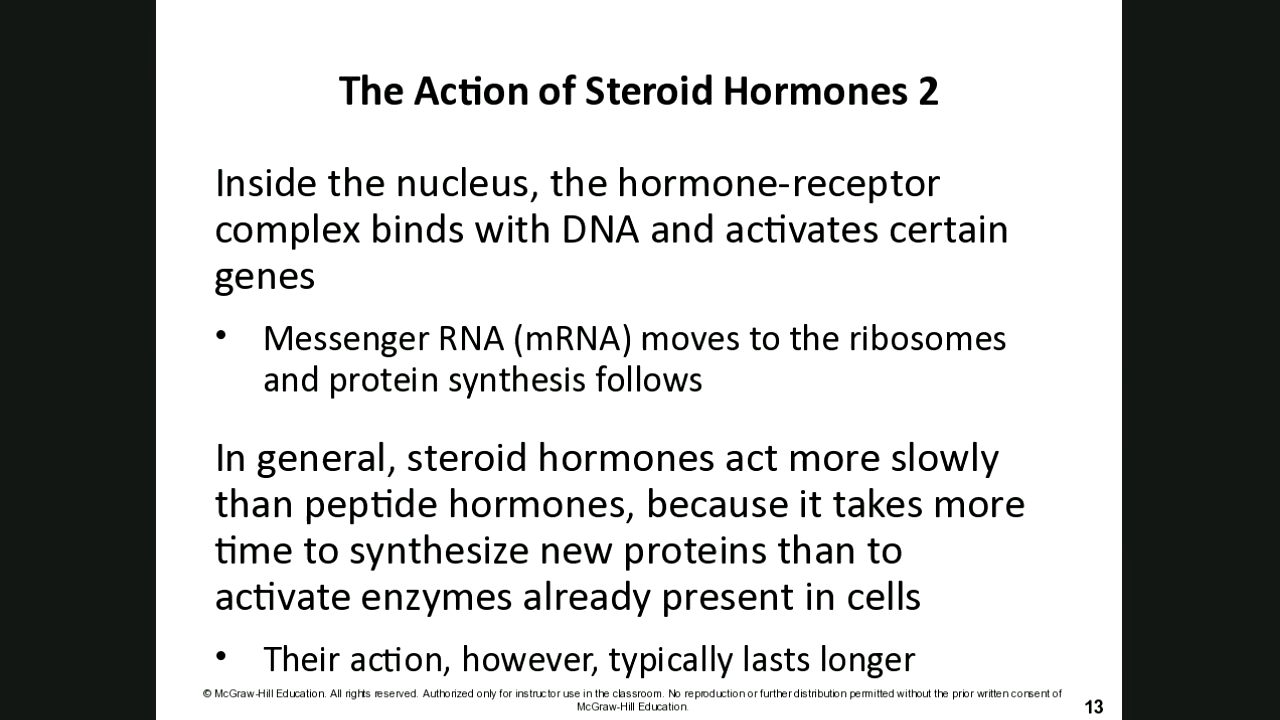 The Action of Steroid Hormones 2
Inside the nucleus, the hormone-receptor
complex binds with DNA and activates certain
genes
• Messenger RNA (mRNA) moves to the ribosomes
and protein synthesis follows
In general, steroid hormones act more slowly
than peptide hormones, because it takes more
time to synthesize new proteins than to
activate enzymes already present in cells
• Their action, however, typically lasts longer
© McGraw-Hill Education. All rights reserved. Authorized only for instructor use in the classroom. No reproduction or further distribution permitted without the prior written consent of
McGraw-Hill Education.
13